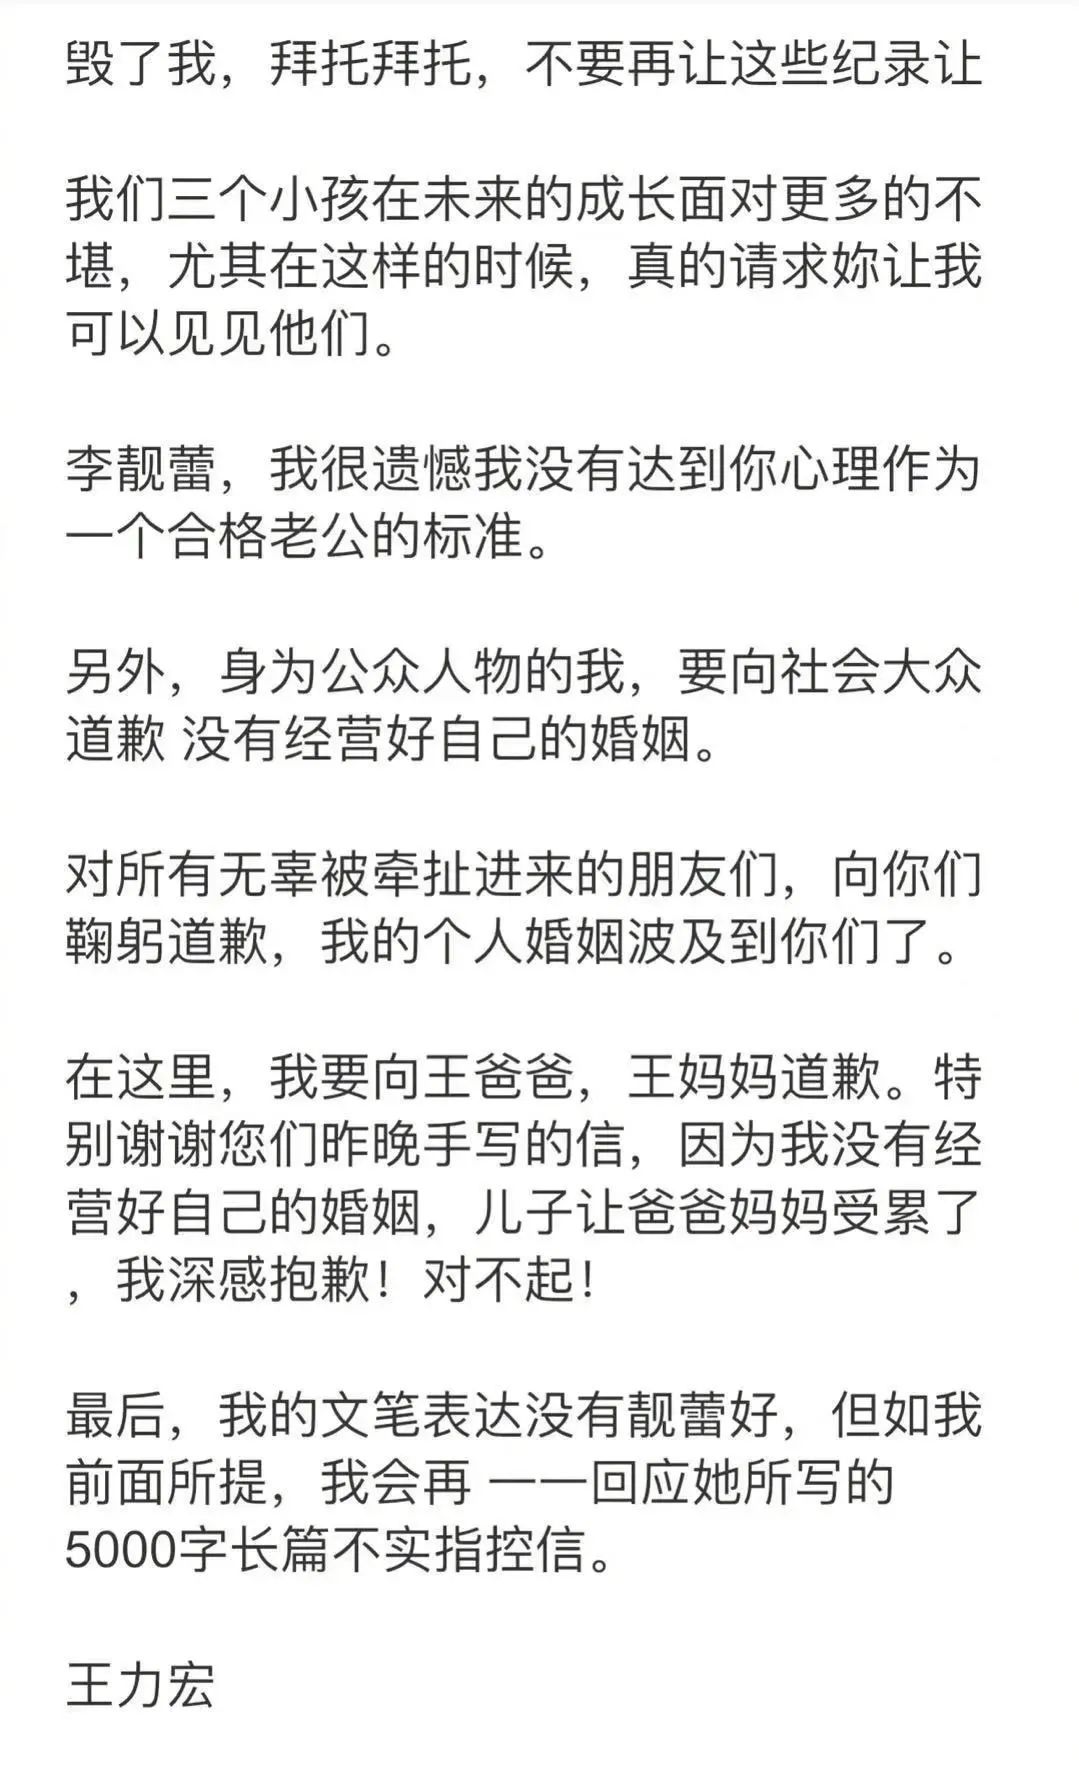 毁了我，拜托拜托，不要再让这些纪录让
我们三个小孩在未来的成长面对更多的不
堪，尤其在这样的时候，真的请求妳让我
可以见见他们。
李靓蕾，我很遗憾我没有达到你心理作为
一个合格老公的标准。
另外，身为公众人物的我，要向社会大众
道歉 没有经营好自己的婚姻。
对所有无辜被牵扯进来的朋友们，向你们
鞠躬道歉，我的个人婚姻波及到你们了。
在这里，我要向王爸爸，王妈妈道歉。特
别谢谢您们昨晚手写的信，因为我没有经
营好自己的婚姻，儿子让爸爸妈妈受累了
，我深感抱歉！对不起！
最后，我的文笔表达没有靓蕾好，但如我
前面所提，我会再 一一回应她所写的
5000字长篇不实指控信。
王力宏